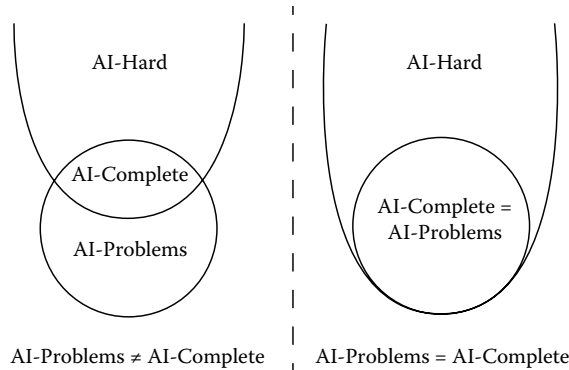 AI-Hard
AI-Complete
AI-Problems
AI-Problems ≠ AI-Complete
AI-Hard
AI-Complete =
AI-Problems
AI-Problems = AI-Complete